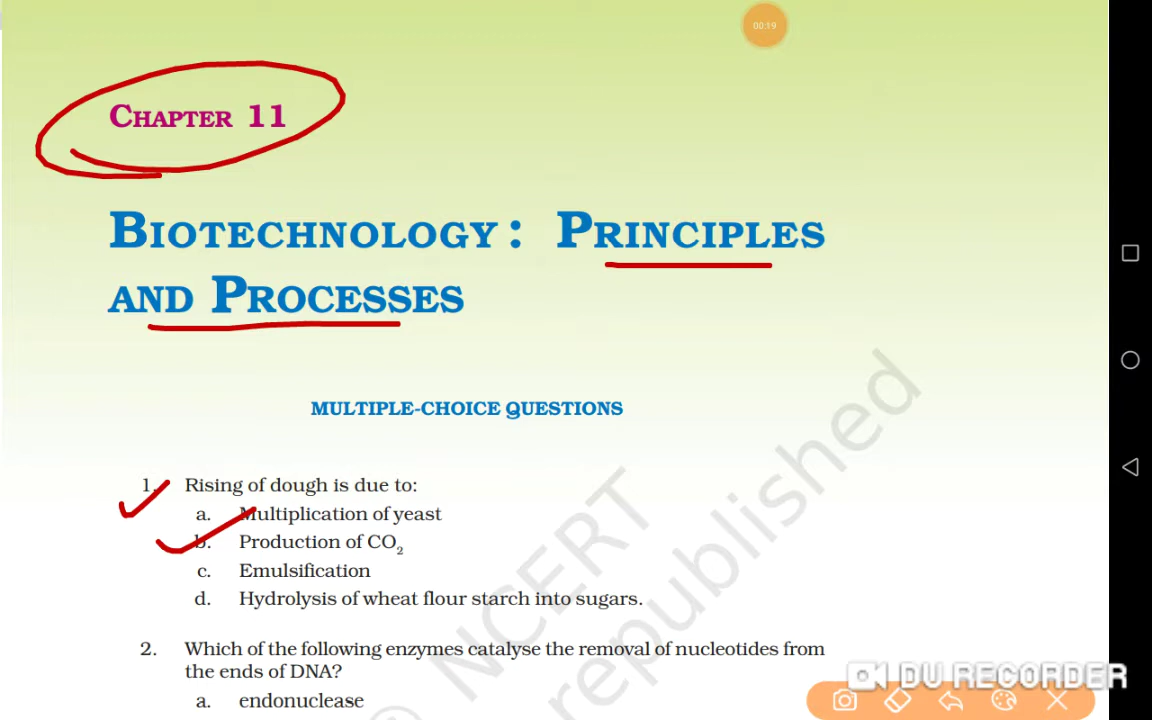 00:19
CHAPTER 11
BIOTECHNOLOGY: PRINCIPLES
AND PROCESSES
MULTIPLE-CHOICE QUESTIONS
1. Rising of dough is due to:
a. Multiplication of yeast
b. Production of CO₂
c. Emulsification
d. Hydrolysis of wheat flour starch into sugars.
2. Which of the following enzymes catalyse the removal of nucleotides from
the ends of DNA?
a. endonuclease
© NCERT
republished
DU RECORDER